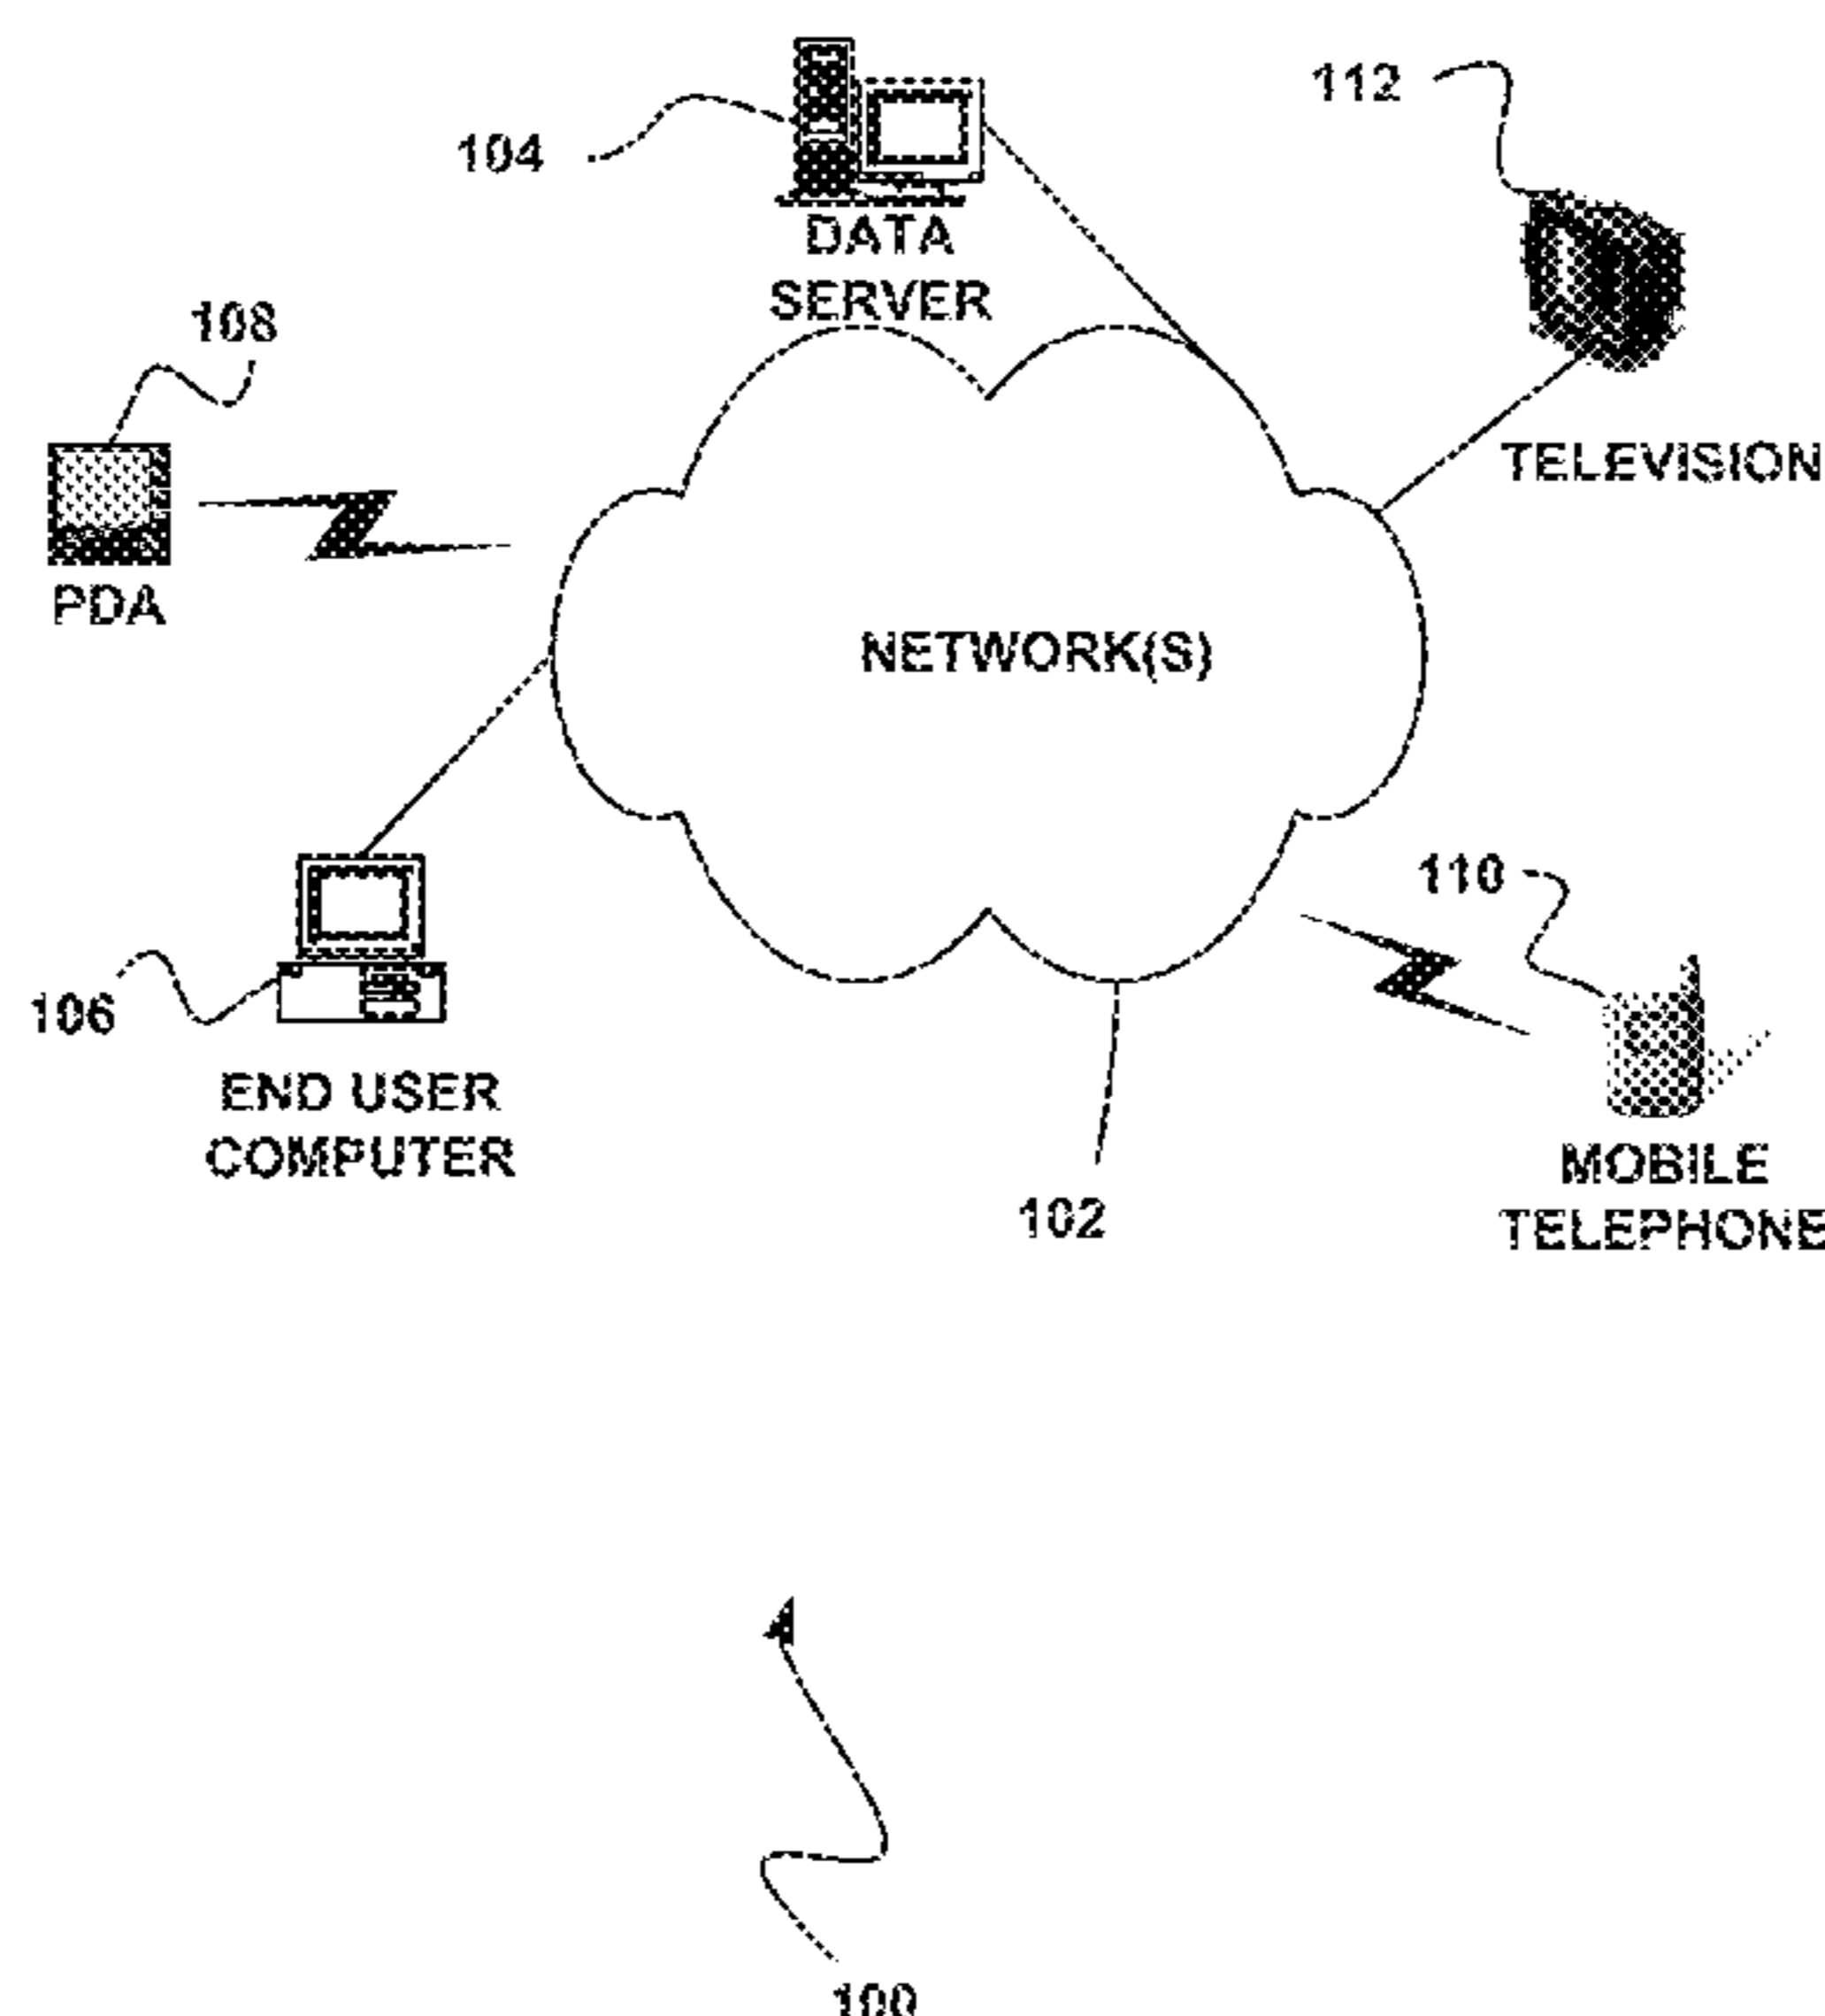 112
104
DATA
SERVER
108
TELEVISION
PDA
NETWORK(S)
110
106
END USER
COMPUTER
MOBILE
TELEPHONE
102
100